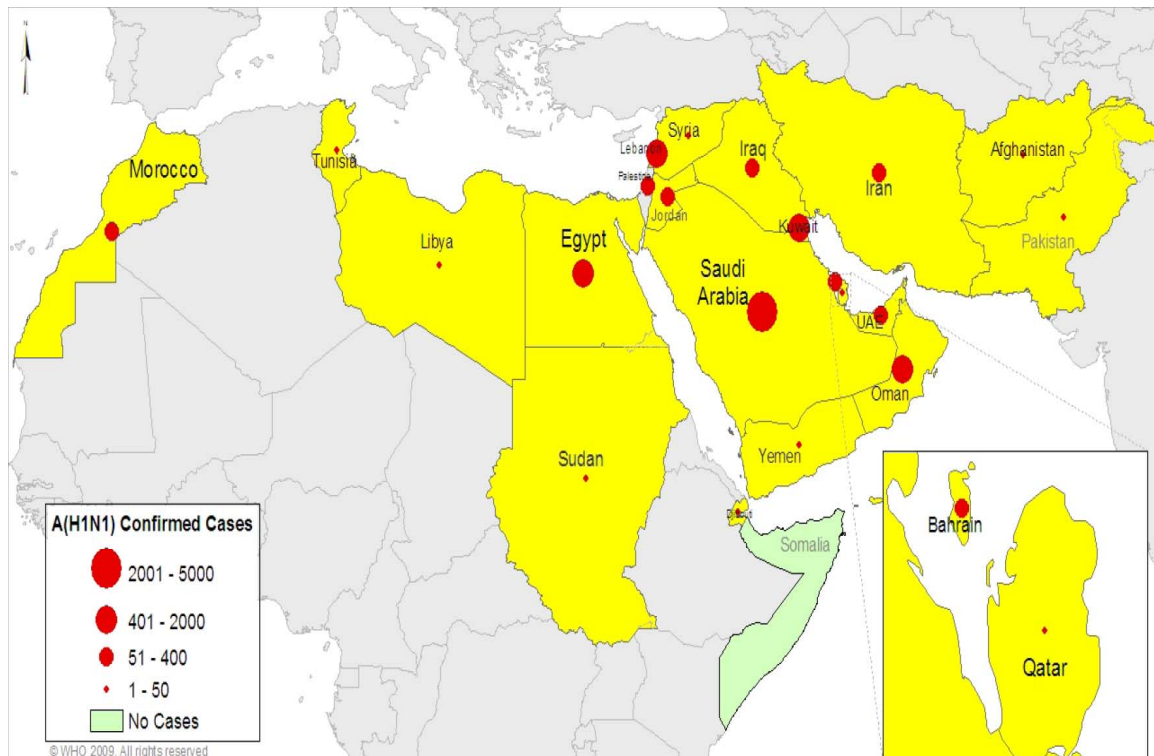 N
Morocco
Tunisia
Libya
Egypt
Sudan
Syria
Lebanon
Palestine
Jordan
Iraq
Kuwait
Iran
Afghanistan
Pakistan
Saudi
Arabia
UAE
Oman
Yemen
Djibouti
Somalia
Bahrain
Qatar
A(H1N1) Confirmed Cases
2001 - 5000
401 - 2000
51 - 400
1 - 50
No Cases
© WHO 2009. All rights reserved